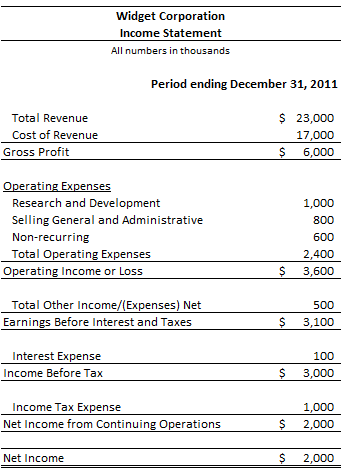 Widget Corporation
Income Statement
All numbers in thousands
Period ending December 31, 2011
Total Revenue $ 23,000
Cost of Revenue 17,000
Gross Profit $ 6,000
Operating Expenses
Research and Development 1,000
Selling General and Administrative 800
Non-recurring 600
Total Operating Expenses 2,400
Operating Income or Loss $ 3,600
Total Other Income/(Expenses) Net 500
Earnings Before Interest and Taxes $ 3,100
Interest Expense 100
Income Before Tax $ 3,000
Income Tax Expense 1,000
Net Income from Continuing Operations $ 2,000
Net Income $ 2,000